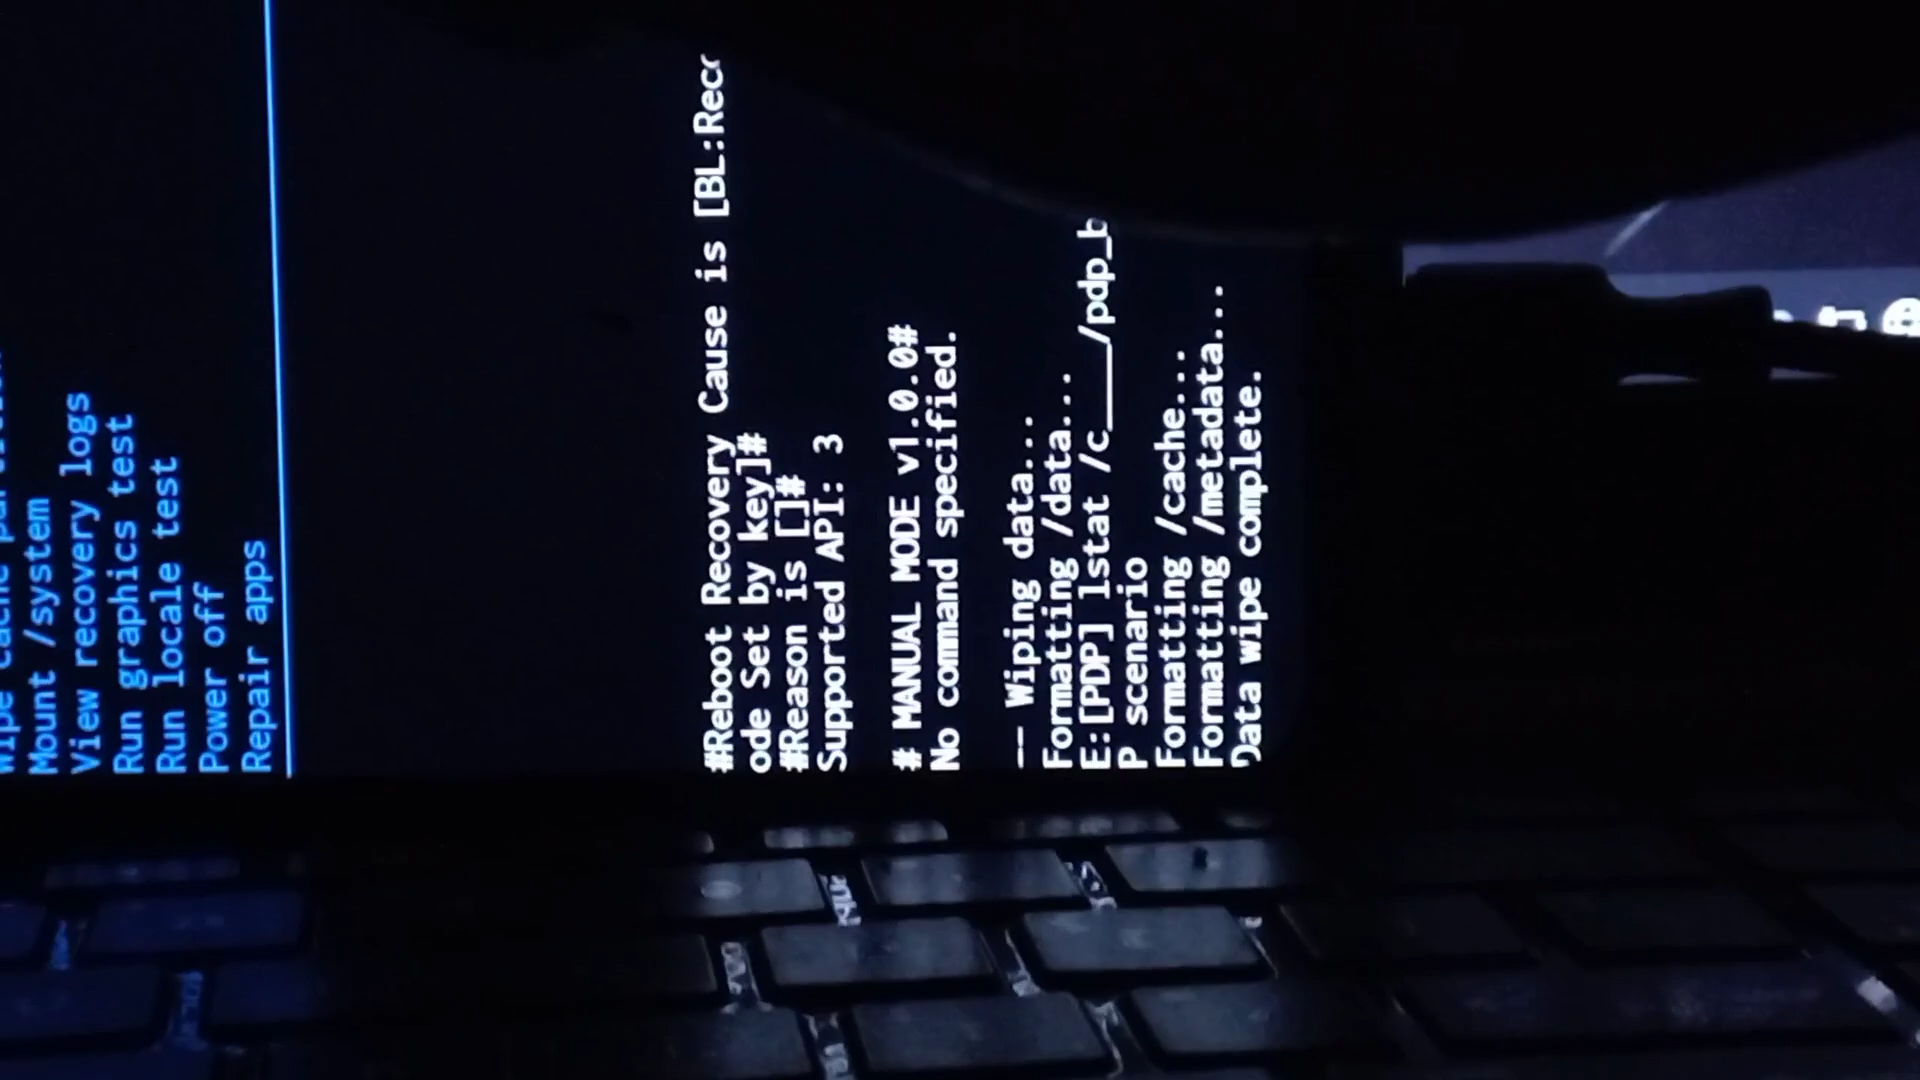 Mount /system
View recovery logs
Run graphics test
Run locale test
Power off
Repair apps
#Reboot Recovery Cause is [BL:Reco
ode Set by key]#
#Reason is []#
Supported API: 3
# MANUAL MODE v1.0.0#
No command specified.
-- Wiping data...
Formatting /data...
E:[PDP] lstat /c____/pdp_b
P scenario
Formatting /cache...
Formatting /metadata...
Data wipe complete.